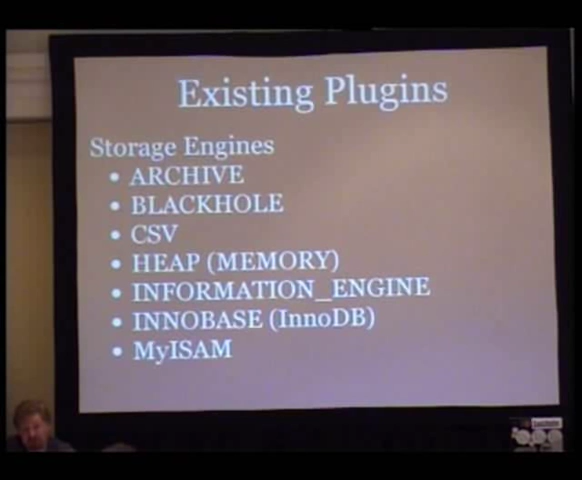 Existing Plugins
Storage Engines
• ARCHIVE
• BLACKHOLE
• CSV
• HEAP (MEMORY)
• INFORMATION_ENGINE
• INNOBASE (InnoDB)
• MyISAM